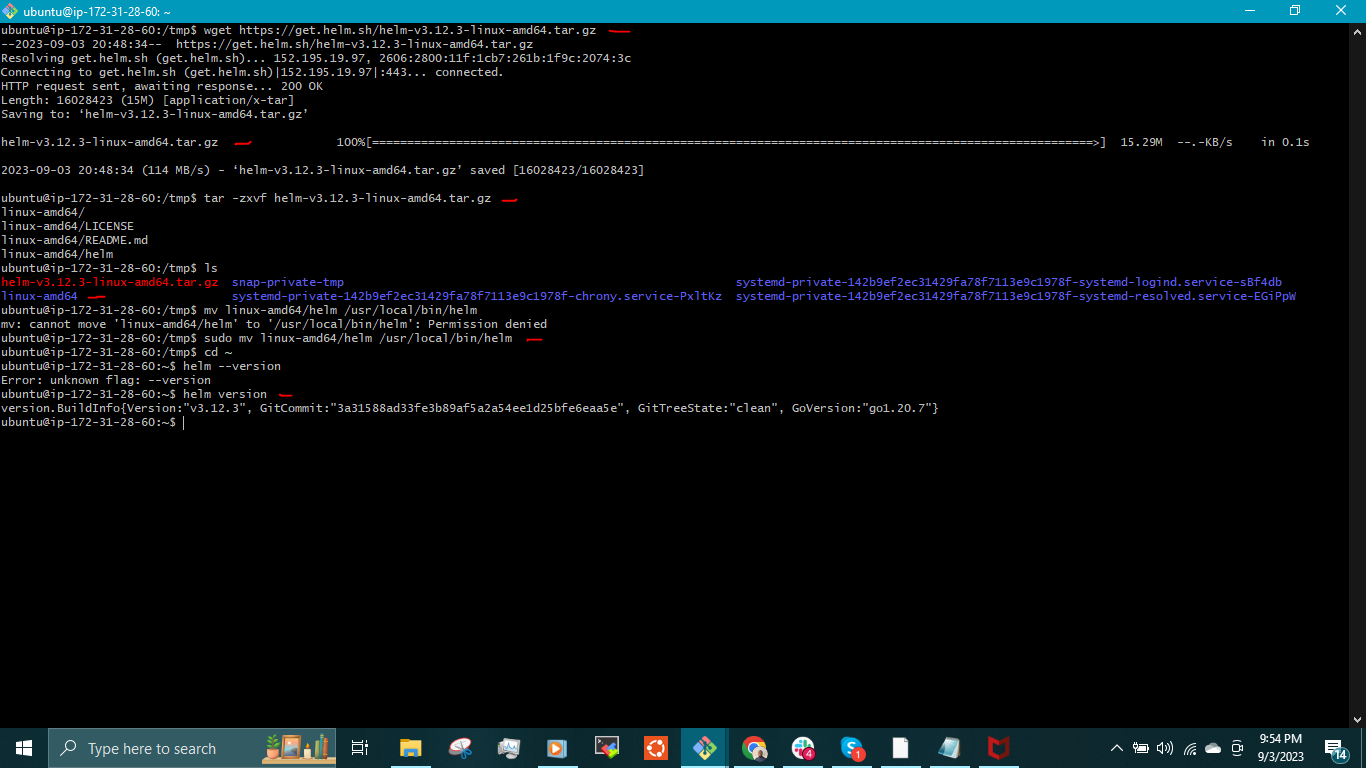 ubuntu@ip-172-31-28-60: ~
ubuntu@ip-172-31-28-60:/tmp$ wget https://get.helm.sh/helm-v3.12.3-linux-amd64.tar.gz
--2023-09-03 20:48:34--  https://get.helm.sh/helm-v3.12.3-linux-amd64.tar.gz
Resolving get.helm.sh (get.helm.sh)... 152.195.19.97, 2606:2800:11f:1cb7:261b:1f9c:2074:3c
Connecting to get.helm.sh (get.helm.sh)|152.195.19.97|:443... connected.
HTTP request sent, awaiting response... 200 OK
Length: 16028423 (15M) [application/x-tar]
Saving to: ‘helm-v3.12.3-linux-amd64.tar.gz’
helm-v3.12.3-linux-amd64.tar.gz 100%[=======================================================================================================>] 15.29M --.-KB/s in 0.1s
2023-09-03 20:48:34 (114 MB/s) - ‘helm-v3.12.3-linux-amd64.tar.gz’ saved [16028423/16028423]
ubuntu@ip-172-31-28-60:/tmp$ tar -zxvf helm-v3.12.3-linux-amd64.tar.gz
linux-amd64/
linux-amd64/LICENSE
linux-amd64/README.md
linux-amd64/helm
ubuntu@ip-172-31-28-60:/tmp$ ls
helm-v3.12.3-linux-amd64.tar.gz snap-private-tmp systemd-private-142b9ef2ec31429fa78f7113e9c1978f-systemd-logind.service-sBf4db
linux-amd64 systemd-private-142b9ef2ec31429fa78f7113e9c1978f-chrony.service-PxltKz systemd-private-142b9ef2ec31429fa78f7113e9c1978f-systemd-resolved.service-EGiPpW
ubuntu@ip-172-31-28-60:/tmp$ mv linux-amd64/helm /usr/local/bin/helm
mv: cannot move 'linux-amd64/helm' to '/usr/local/bin/helm': Permission denied
ubuntu@ip-172-31-28-60:/tmp$ sudo mv linux-amd64/helm /usr/local/bin/helm
ubuntu@ip-172-31-28-60:/tmp$ cd ~
ubuntu@ip-172-31-28-60:~$ helm --version
Error: unknown flag: --version
ubuntu@ip-172-31-28-60:~$ helm version
version.BuildInfo{Version:"v3.12.3", GitCommit:"3a31588ad33fe3b89af5a2a54ee1d25bfe6eaa5e", GitTreeState:"clean", GoVersion:"go1.20.7"}
ubuntu@ip-172-31-28-60:~$
Type here to search
4
1
9:54 PM
9/3/2023
14